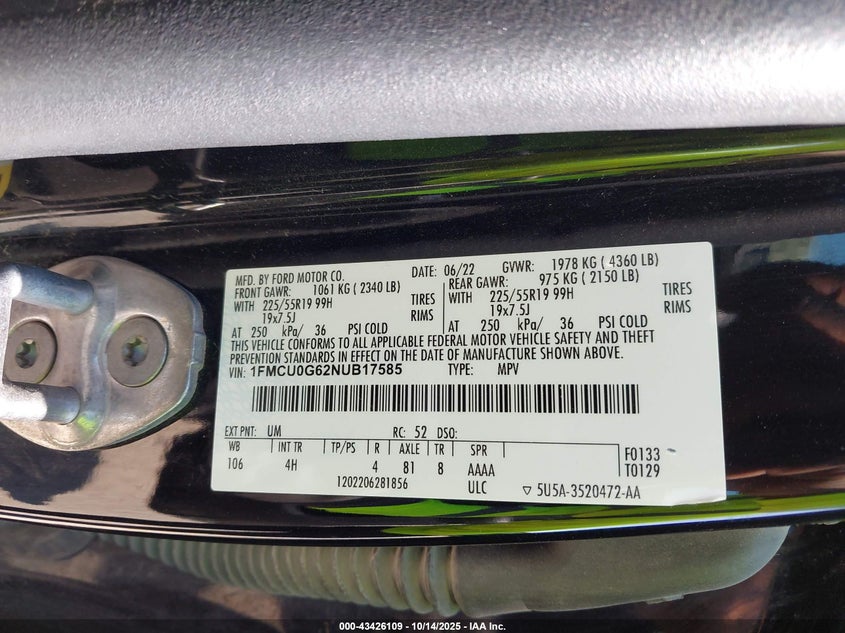 MFD. BY FORD MOTOR CO. DATE: 06/22 GVWR: 1978 KG ( 4360 LB)
FRONT GAWR: 1061 KG ( 2340 LB) REAR GAWR: 975 KG ( 2150 LB)
WITH 225/55R19 99H TIRES WITH 225/55R19 99H TIRES
19x7.5J RIMS 19x7.5J RIMS
AT 250 kPa/ 36 PSI COLD AT 250 kPa/ 36 PSI COLD
THIS VEHICLE CONFORMS TO ALL APPLICABLE FEDERAL MOTOR VEHICLE SAFETY AND THEFT
PREVENTION STANDARDS IN EFFECT ON THE DATE OF MANUFACTURE SHOWN ABOVE.
VIN: 1FMCU0G62NUB17585 TYPE: MPV
EXT PNT: UM RC: 52 DSO:
WB INT TR TP/PS R AXLE TR SPR F0133
106 4H 4 81 8 AAAA T0129
1202206281856 ULC ▽ 5U5A-3520472-AA
000-43426109 - 10/14/2025 - IAA Inc.